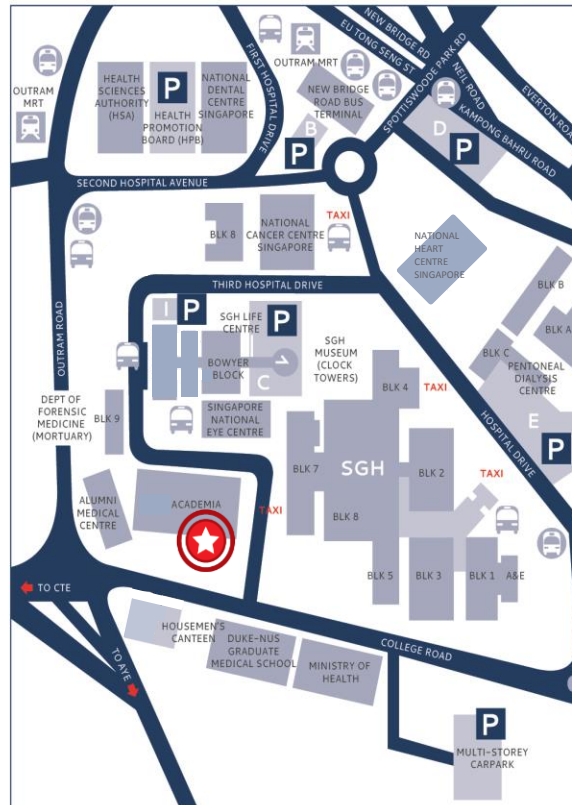 NEW BRIDGE RD
EU TONG SENG ST
NEIL ROAD
EVERTON ROAD
KAMPONG BAHRU ROAD
SPOTTISWOODE PARK RD
FIRST HOSPITAL DRIVE
OUTRAM MRT
OUTRAM MRT
HEALTH
SCIENCES
AUTHORITY
(HSA)
P
HEALTH
PROMOTION
BOARD (HPB)
NATIONAL
DENTAL
CENTRE
SINGAPORE
NEW BRIDGE
ROAD BUS
TERMINAL
B
P
D
P
SECOND HOSPITAL AVENUE
BLK 8
NATIONAL
CANCER CENTRE
SINGAPORE
TAXI
NATIONAL
HEART
CENTRE
SINGAPORE
BLK B
BLK A
BLK C
PENTONEAL
DIALYSIS
CENTRE
E
P
THIRD HOSPITAL DRIVE
OUTRAM ROAD
I
P
SGH LIFE
CENTRE
P
BOWYER
BLOCK
C
SGH
MUSEUM
(CLOCK
TOWERS)
BLK 4
TAXI
HOSPITAL DRIVE
DEPT OF
FORENSIC
MEDICINE
(MORTUARY)
BLK 9
SINGAPORE
NATIONAL
EYE CENTRE
BLK 7
SGH
BLK 2
TAXI
ALUMNI
MEDICAL
CENTRE
ACADEMIA
TAXI
BLK 8
BLK 5
BLK 3
BLK 1
A&E
TO CTE
TO AYE
HOUSEMEN'S
CANTEEN
DUKE-NUS
GRADUATE
MEDICAL SCHOOL
MINISTRY OF
HEALTH
COLLEGE ROAD
P
MULTI-STOREY
CARPARK